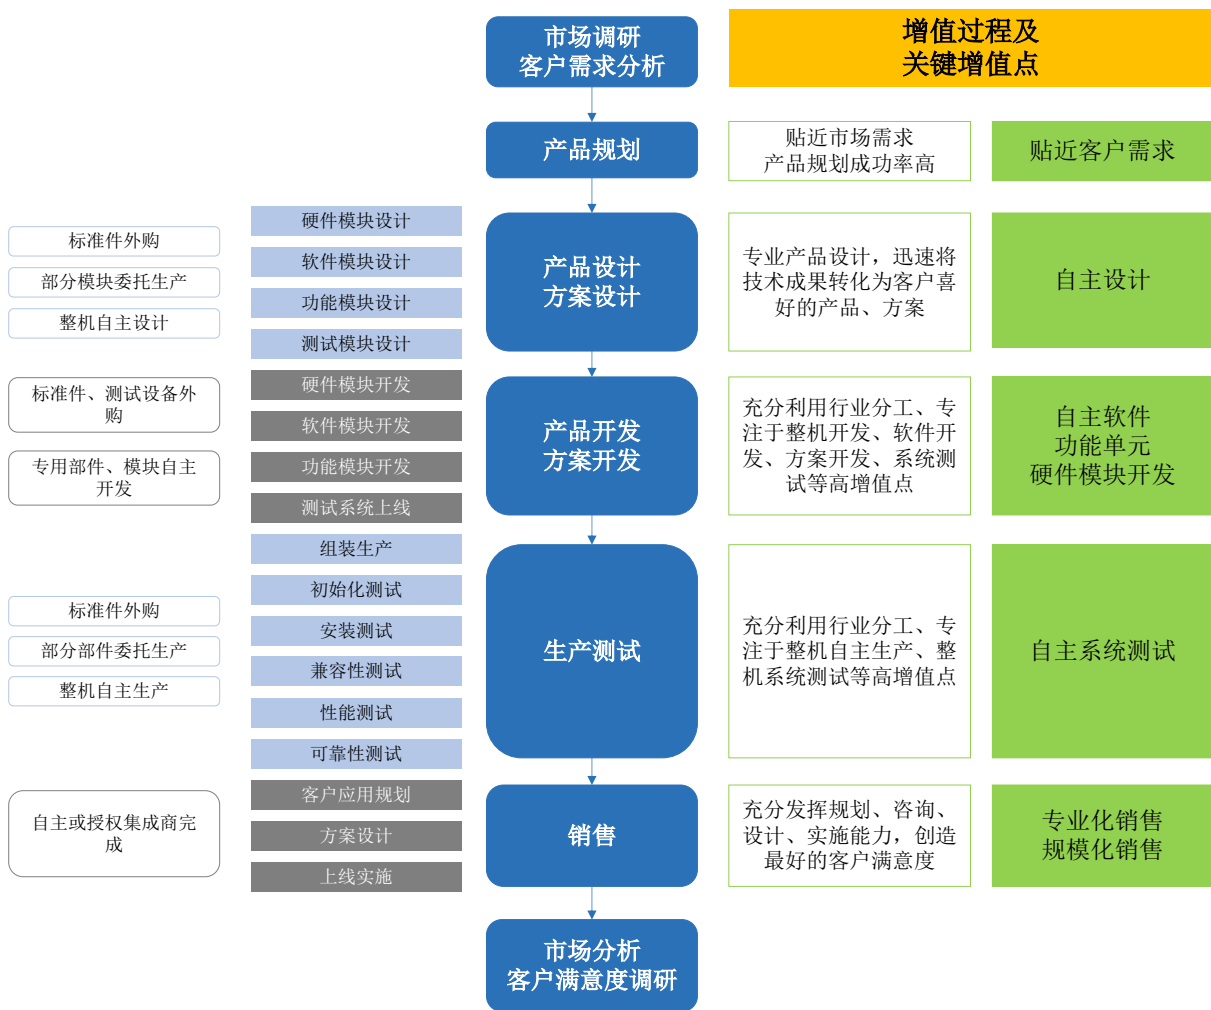 市场调研
客户需求分析
增值过程及
关键增值点
产品规划
贴近市场需求
产品规划成功率高
贴近客户需求
标准件外购
部分模块委托生产
整机自主设计
硬件模块设计
软件模块设计
功能模块设计
测试模块设计
产品设计
方案设计
专业产品设计，迅速将
技术成果转化为客户喜
好的产品、方案
自主设计
标准件、测试设备外
购
专用部件、模块自主
开发
硬件模块开发
软件模块开发
功能模块开发
测试系统上线
产品开发
方案开发
充分利用行业分工、专
注于整机开发、软件开
发、方案开发、系统测
试等高增值点
自主软件
功能单元
硬件模块开发
标准件外购
部分部件委托生产
整机自主生产
组装生产
初始化测试
安装测试
兼容性测试
性能测试
可靠性测试
生产测试
充分利用行业分工、专
注于整机自主生产、整
机系统测试等高增值点
自主系统测试
自主或授权集成商完
成
客户应用规划
方案设计
上线实施
销售
充分发挥规划、咨询、
设计、实施能力，创造
最好的客户满意度
专业化销售
规模化销售
市场分析
客户满意度调研